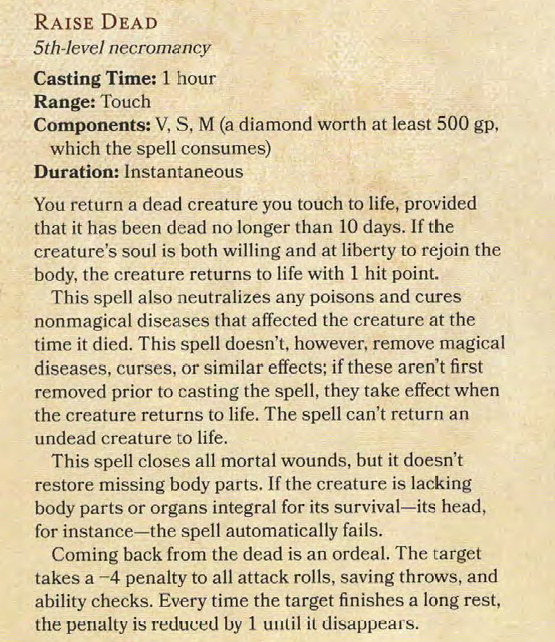 RAISE DEAD
5th-level necromancy
Casting Time: 1 hour
Range: Touch
Components: V, S, M (a diamond worth at least 500 gp,
which the spell consumes)
Duration: Instantaneous
You return a dead creature you touch to life, provided
that it has been dead no longer than 10 days. If the
creature's soul is both willing and at liberty to rejoin the
body, the creature returns to life with 1 hit point.
This spell also neutralizes any poisons and cures
nonmagical diseases that affected the creature at the
time it died. This spell doesn't, however, remove magical
diseases, curses, or similar effects; if these aren't first
removed prior to casting the spell, they take effect when
the creature returns to life. The spell can't return an
undead creature to life.
This spell closes all mortal wounds, but it doesn't
restore missing body parts. If the creature is lacking
body parts or organs integral for its survival—its head,
for instance—the spell automatically fails.
Coming back from the dead is an ordeal. The target
takes a −4 penalty to all attack rolls, saving throws, and
ability checks. Every time the target finishes a long rest,
the penalty is reduced by 1 until it disappears.